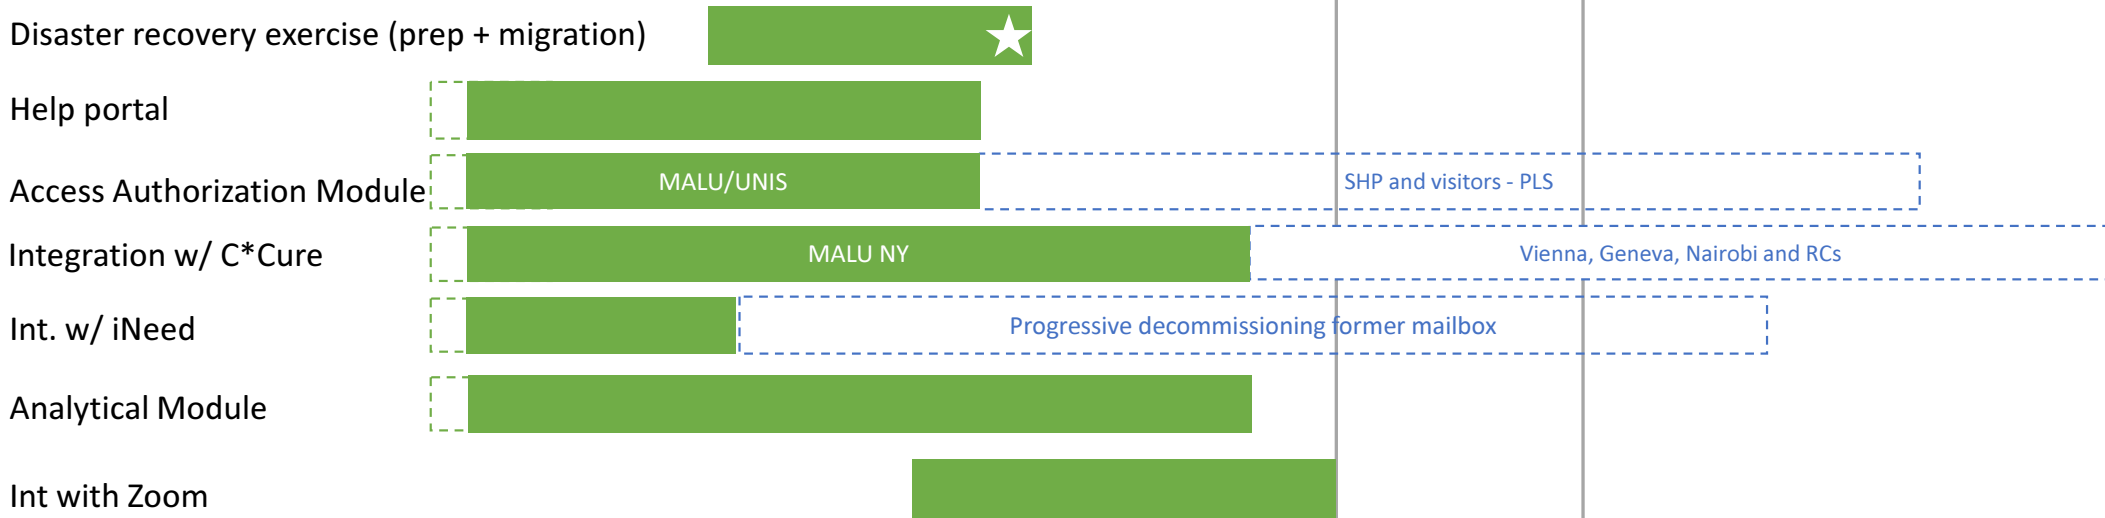 Disaster recovery exercise (prep + migration)
Help portal
Access Authorization Module
MALU/UNIS
SHP and visitors - PLS
Integration w/ C*Cure
MALU NY
Vienna, Geneva, Nairobi and RCs
Int. w/ iNeed
Progressive decommissioning former mailbox
Analytical Module
Int with Zoom